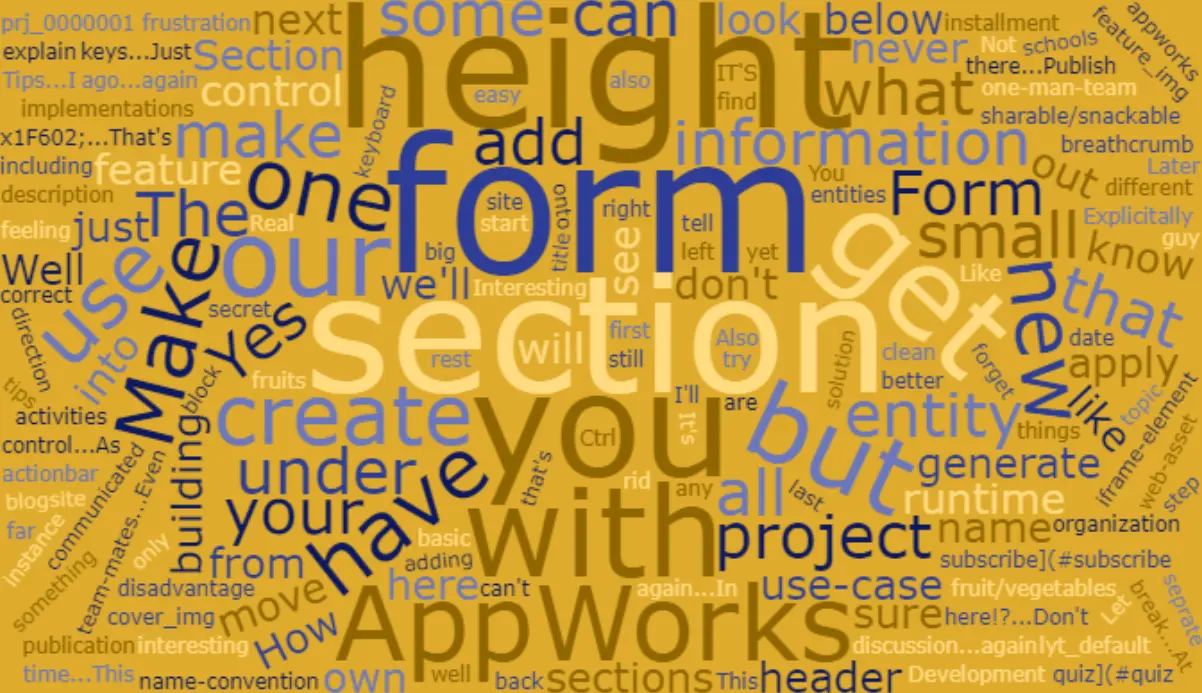 prj_0000001 frustration
next
some
can
look
below
installment
feature_img
appworks
explain keys...Just
Section
height
never
Not
schools
there...Publish
Tips...I ago...again
control
easy
also
IT'S
find
what
one-man-team
implementations
keyboard
sharable/snackable
x1F602;...That's
make
add
information
breathcrumb
including
feature
one
form
You
out
Later
description
entities
Form
different
The
site
start
onto
title
right
tell
small
Explicitally
feeling
just
Real
our
big
see
left
yet
know
guy
Well
use
Make
we'll
Interesting
don't
get
Like
new
that
correct
secret
Yes
section
direction
into
rest
will
first
still
Also
try
solution
clean
date
fruits
block
better
forget
apply
tips
activities
create
you
I'll
are
like
topic
control...As
building
Ctrl
It's
but
entity
things
iframe-element
actionbar
communicated
under
have
that's
generate
web-asset
blogsite
team-mates...Even
your
rid
any
all
last
runtime
step
far
instance
only
basic
with
project
name
organization
something
from
adding
subscribe](#subscribe
disadvantage
here
can't
again...In
use-case
fruit/vegetables
Let
break...At
seprate
cover_img
move
AppWorks
sure
here!?...Don't
publication
interesting
How
discussion...again
lyt_default
time...This
name-convention
own
well
back
sections
This
header
Development
quiz](#quiz